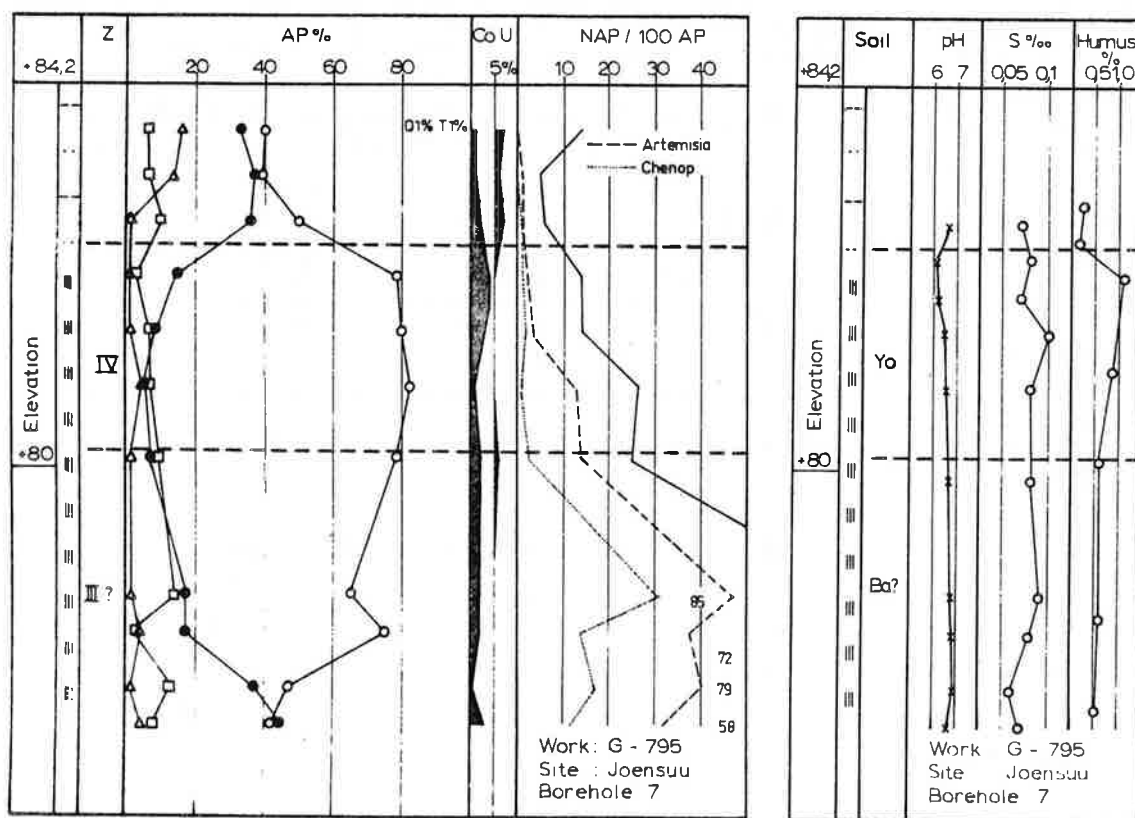 Z AP % Co U NAP / 100 AP
+84,2 20 40 60 80 5% 10 20 30 40
Q1% T1%
Artemisia
Chenop
Elevation
IV
+80
III ?
85
72
79
58
Work: G - 795
Site : Joensuu
Borehole 7
Soil pH S ‰ Humus
%
+84,2 6 7 0,05 0,1 0,5 1,0
Elevation
Yo
+80
Ba?
Work G - 795
Site Joensuu
Borehole 7